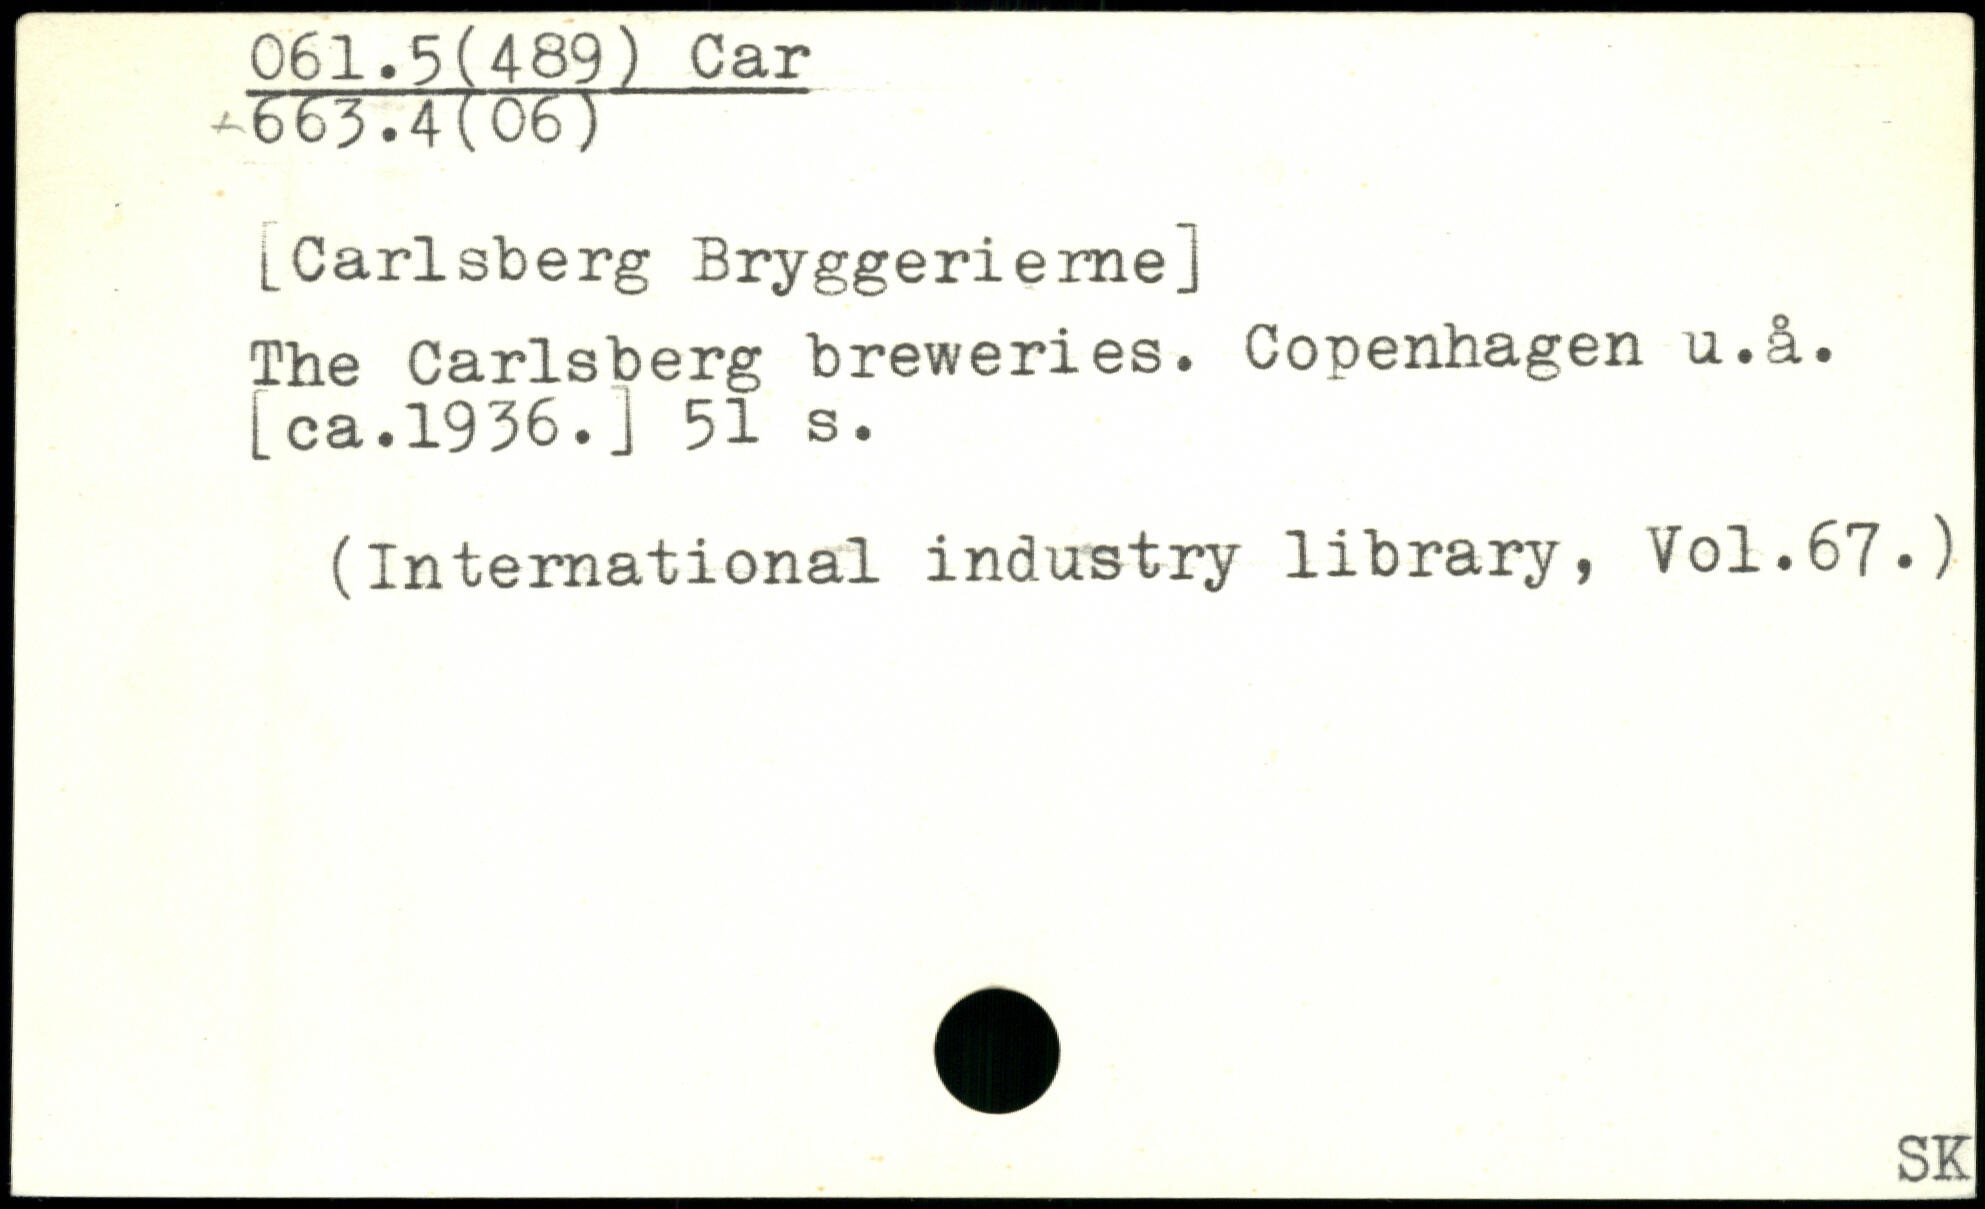 061.5(489) Car
+663.4(06)
[Carlsberg Bryggerierne]
The Carlsberg breweries. Copenhagen u.å.
[ca.1936.] 51 s.
(International industry library, Vol.67.)
SK